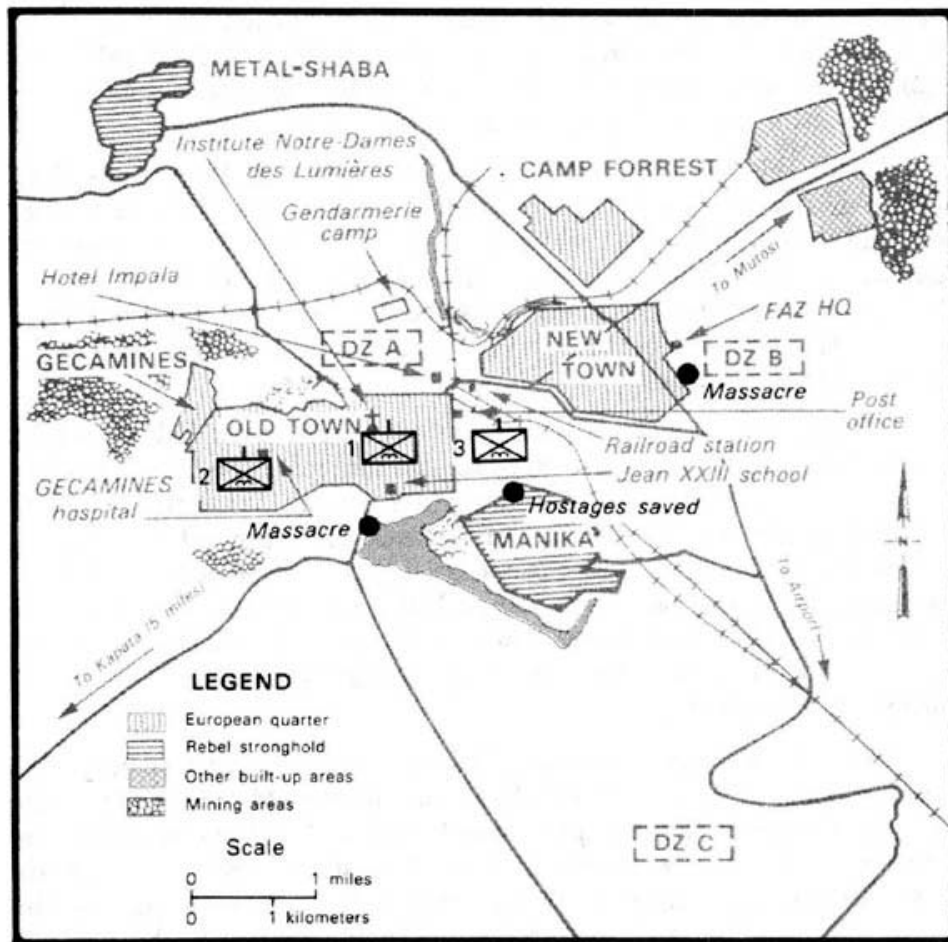 METAL-SHABA
Institute Notre-Dames
des Lumières
Gendarmerie
camp
CAMP FORREST
To Mutosi
Hotel Impala
FAZ HQ
DZ A
NEW
TOWN
DZ B
GECAMINES
Massacre
Post
office
OLD TOWN
1
3
2
Railroad station
Jean XXIII school
GECAMINES
hospital
Massacre
Hostages saved
MANIKA
N
To Airport
To Kapata (5 miles)
LEGEND
European quarter
Rebel stronghold
Other built-up areas
Mining areas
Scale
0 1 miles
0 1 kilometers
DZ C